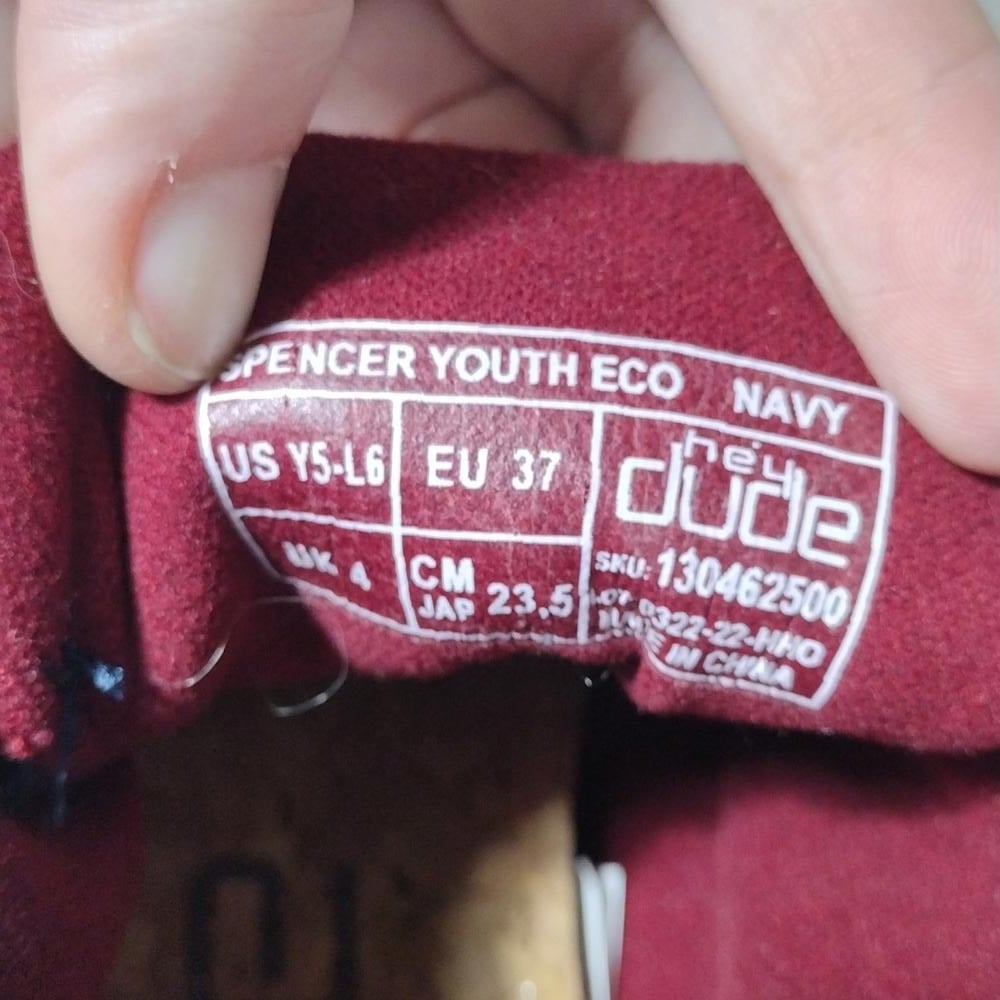 SPENCER YOUTH ECO NAVY
US Y5-L6
EU 37
hey
dude
UK 4
CM
JAP
23.5
SKU: 130462500
0322-22-HHO
MADE IN CHINA